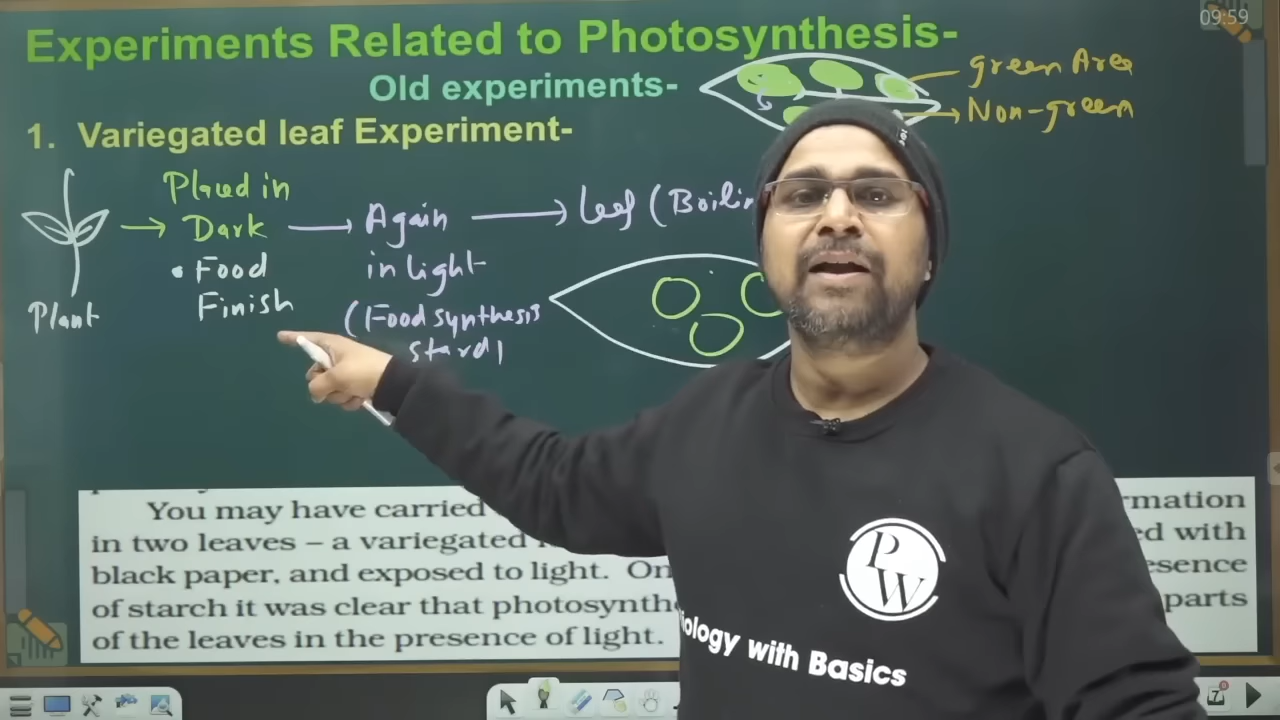 09:59
Experiments Related to Photosynthesis-
Old experiments-
green Area
Non-green
1. Variegated leaf Experiment-
Placed in
Plant → Dark → Again → leaf (Boilin
• Food
Finish
in light
(Food synthesis
start)
You may have carried rmation
in two leaves – a variegated ed with
black paper, and exposed to light. On esence
of starch it was clear that photosynth parts
of the leaves in the presence of light.
PW
iology with Basics